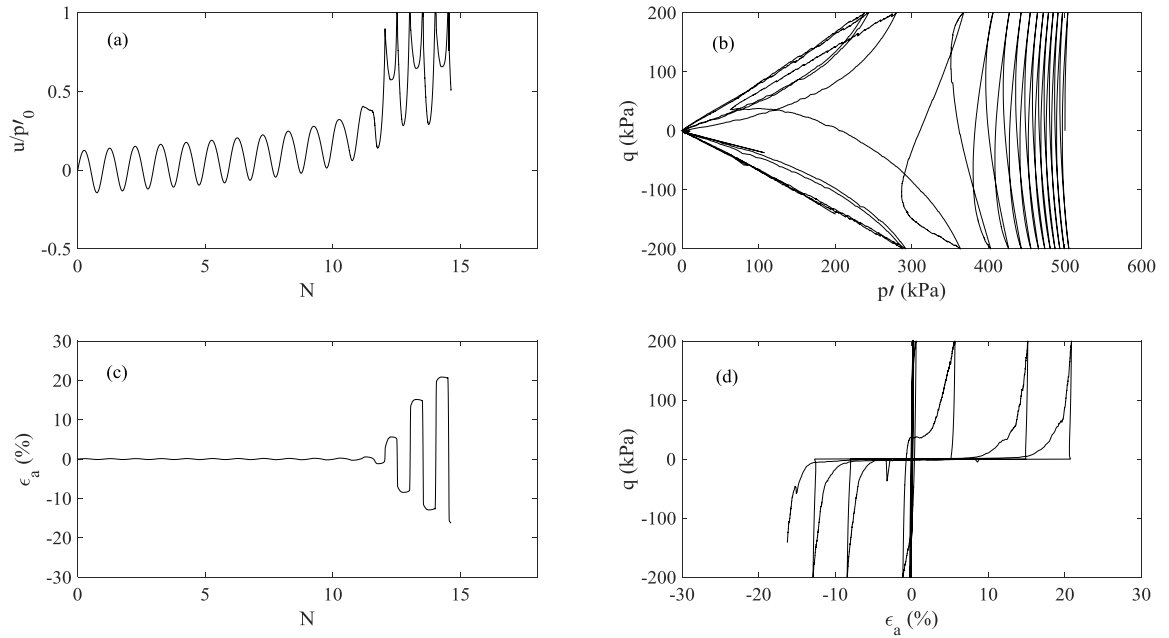 1
0.5
0
-0.5
u/p′0
(a)
0 5 10 15
N
200
100
0
-100
-200
q (kPa)
(b)
0 100 200 300 400 500 600
p′ (kPa)
30
20
10
0
-10
-20
-30
ϵa (%)
(c)
0 5 10 15
N
200
100
0
-100
-200
q (kPa)
(d)
-30 -20 -10 0 10 20 30
ϵa (%)